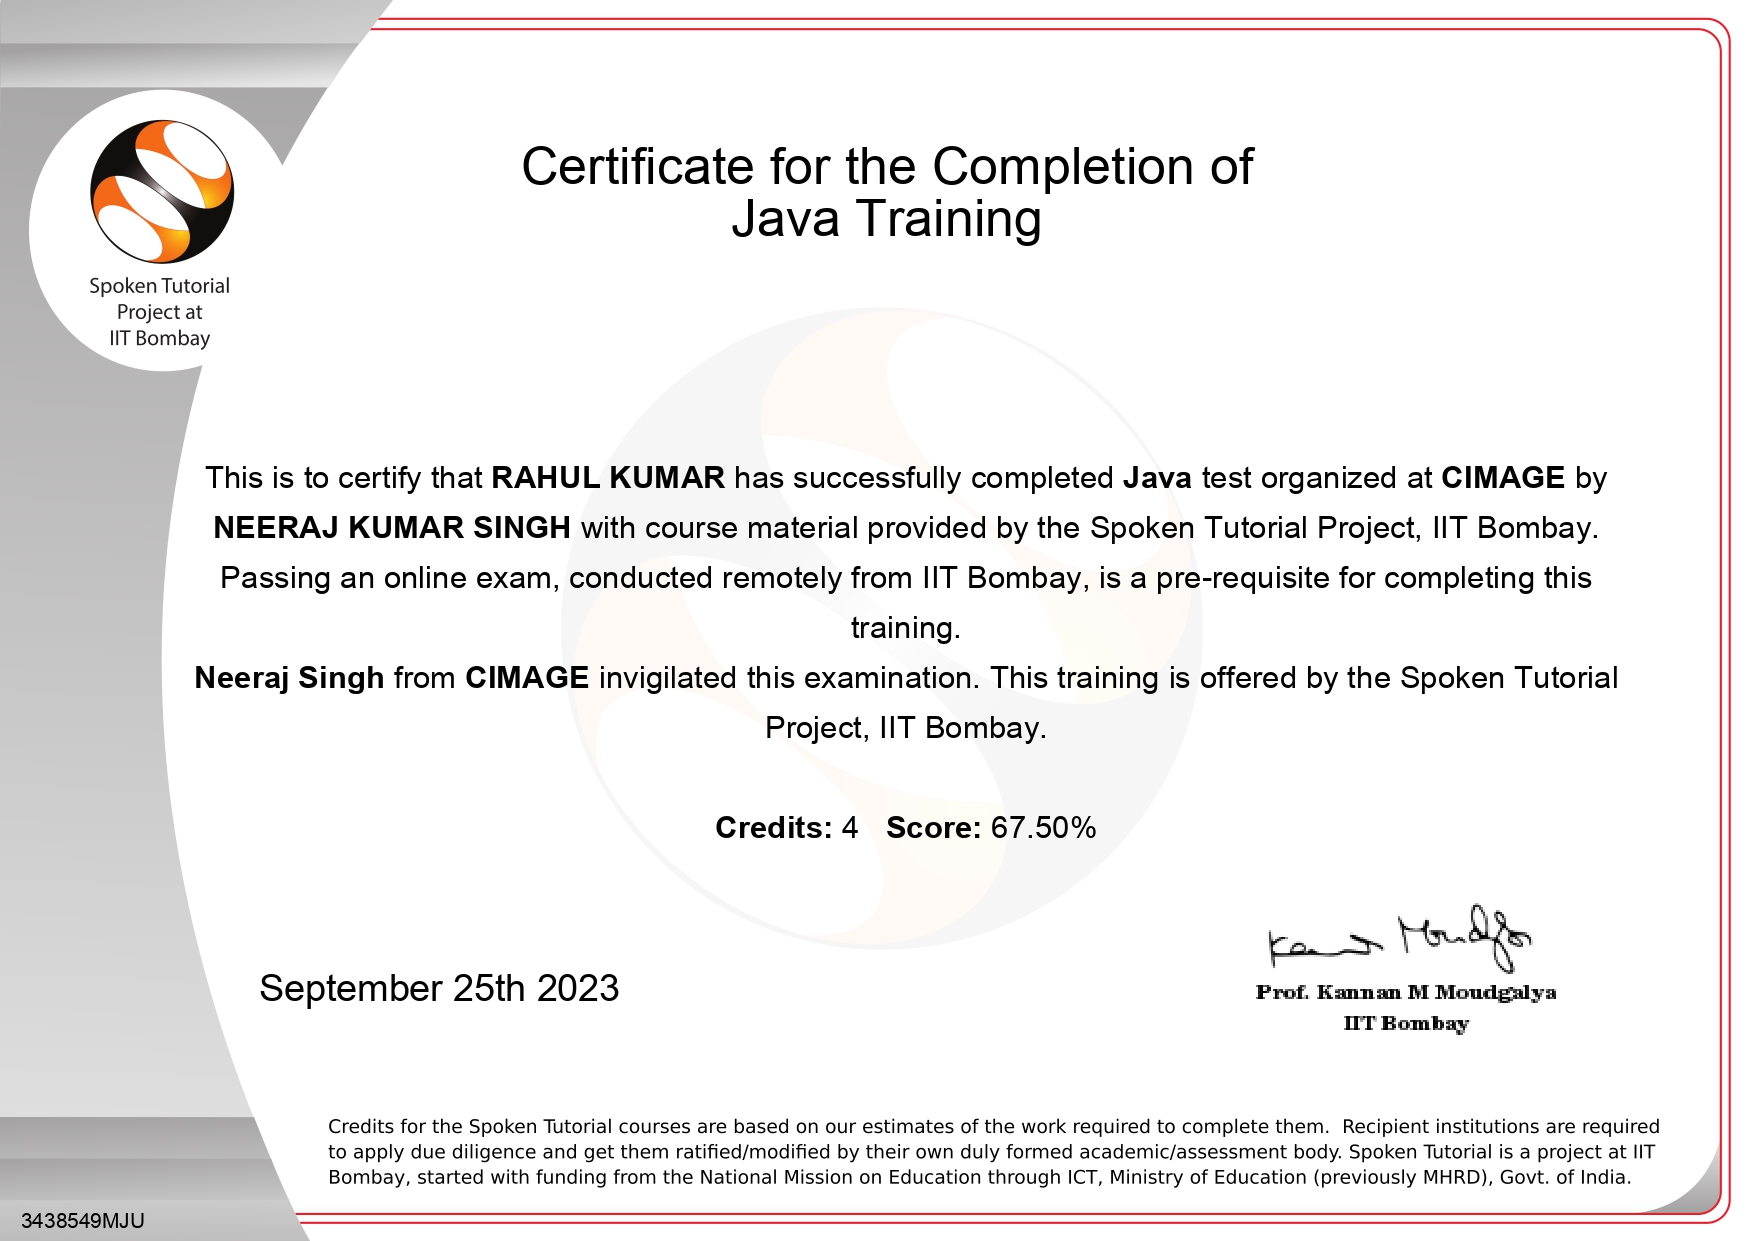 Spoken Tutorial
Project at
IIT Bombay
Certificate for the Completion of
Java Training
This is to certify that RAHUL KUMAR has successfully completed Java test organized at CIMAGE by
NEERAJ KUMAR SINGH with course material provided by the Spoken Tutorial Project, IIT Bombay.
Passing an online exam, conducted remotely from IIT Bombay, is a pre-requisite for completing this
training.
Neeraj Singh from CIMAGE invigilated this examination. This training is offered by the Spoken Tutorial
Project, IIT Bombay.
Credits: 4 Score: 67.50%
September 25th 2023
Kannan Moudgalya
Prof. Kannan M Moudgalya
IIT Bombay
Credits for the Spoken Tutorial courses are based on our estimates of the work required to complete them. Recipient institutions are required
to apply due diligence and get them ratified/modified by their own duly formed academic/assessment body. Spoken Tutorial is a project at IIT
Bombay, started with funding from the National Mission on Education through ICT, Ministry of Education (previously MHRD), Govt. of India.
3438549MJU